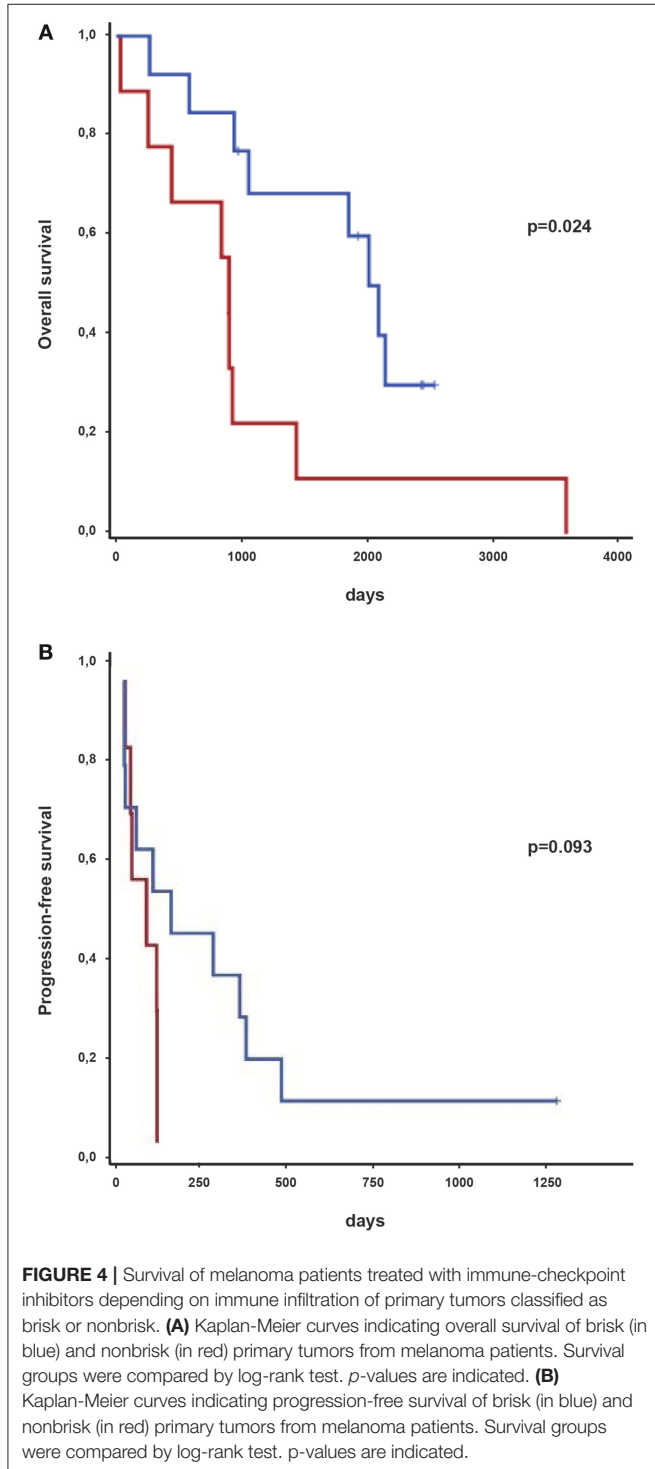 A
1,0
0,8
0,6
0,4
0,2
0,0
Overall survival
p=0.024
0 1000 2000 3000 4000
days
B
1,0
0,8
0,6
0,4
0,2
0,0
Progression-free survival
p=0.093
0 250 500 750 1000 1250
days
FIGURE 4 | Survival of melanoma patients treated with immune-checkpoint
inhibitors depending on immune infiltration of primary tumors classified as
brisk or nonbrisk. (A) Kaplan-Meier curves indicating overall survival of brisk (in
blue) and nonbrisk (in red) primary tumors from melanoma patients. Survival
groups were compared by log-rank test. p-values are indicated. (B)
Kaplan-Meier curves indicating progression-free survival of brisk (in blue) and
nonbrisk (in red) primary tumors from melanoma patients. Survival groups
were compared by log-rank test. p-values are indicated.